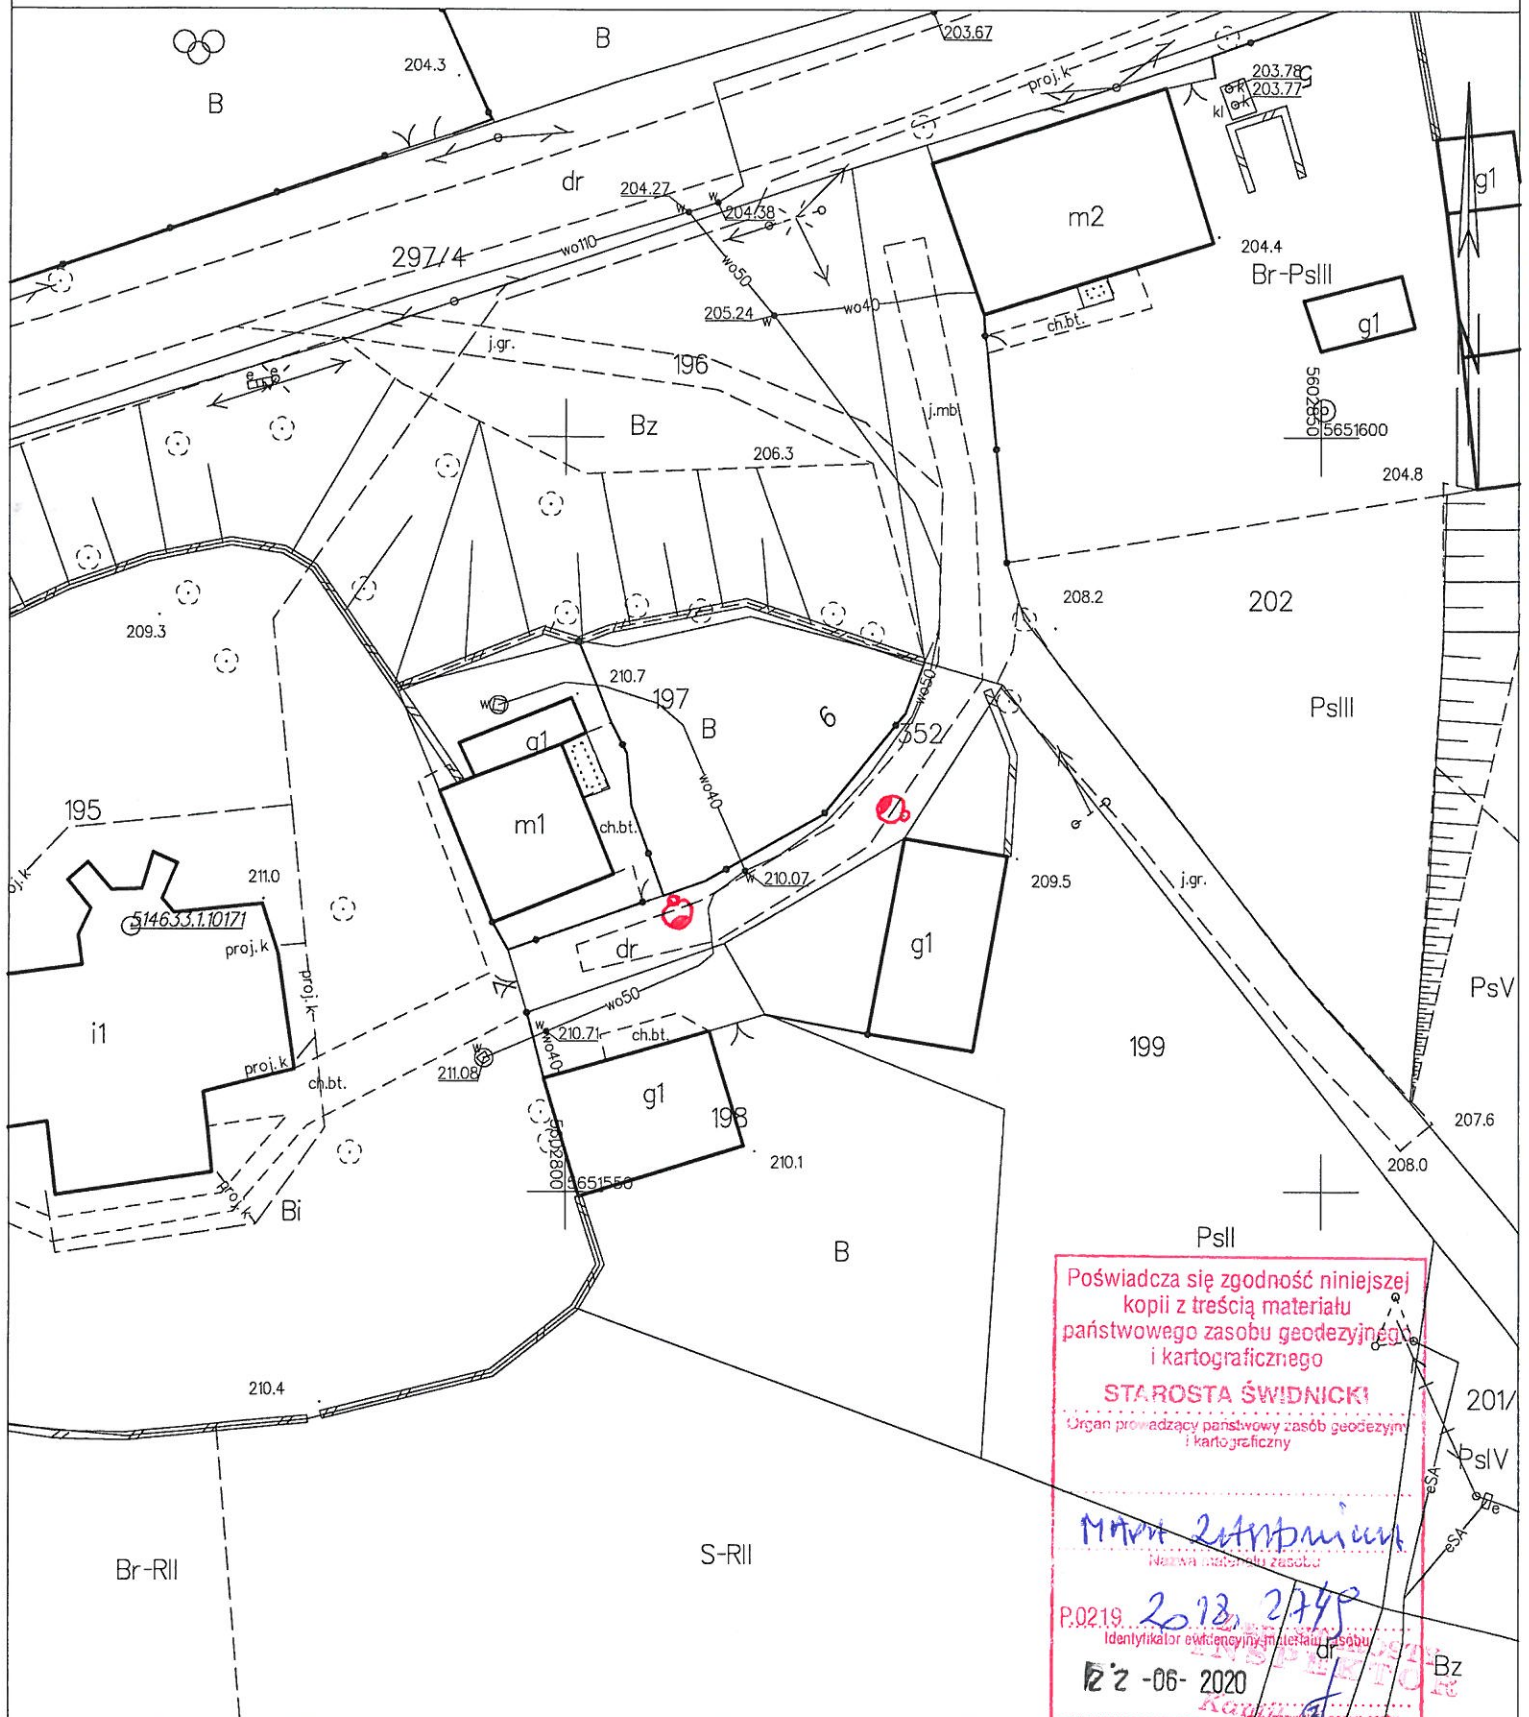 B
203.67
204.3
B
proj.k
203.78
5
k
203.77
k
kl
dr
204.27
w
w
204.38
m2
g1
204.4
297/4
wo110
wo50
Br-PsIII
205.24
w
wo40
ch.bt.
g1
j.gr.
196
e
e
j.mb
Bz
5602850
5651600
206.3
204.8
208.2
202
209.3
210.7
197
wo50
PsIII
w
B
6
352
g1
195
wo40
m1
ch.bt.
211.0
w
210.07
209.5
j.gr.
514633.1.10171
proj.k
dr
g1
proj.k
wo50
PsV
i1
w
210.71
ch.bt.
199
w
211.08
wo40
proj.k
ch.bt.
g1
198
207.6
5602800
210.1
208.0
5651550
proj.k
Bi
PsII
B
Poświadcza się zgodność niniejszej
kopii z treścią materiału
państwowego zasobu geodezyjnego
i kartograficznego
STAROSTA ŚWIDNICKI
Organ prowadzący państwowy zasób geodezyjny
i kartograficzny
210.4
201/
PsIV
eSA
e
eSA
Nazwa materiału zasobu
Br-RII
S-RII
P.0219 2018. 2749
Identyfikator ewidencyjny materiału zasobu
dr
INSPEKTOR
Bz
22 -06- 2020